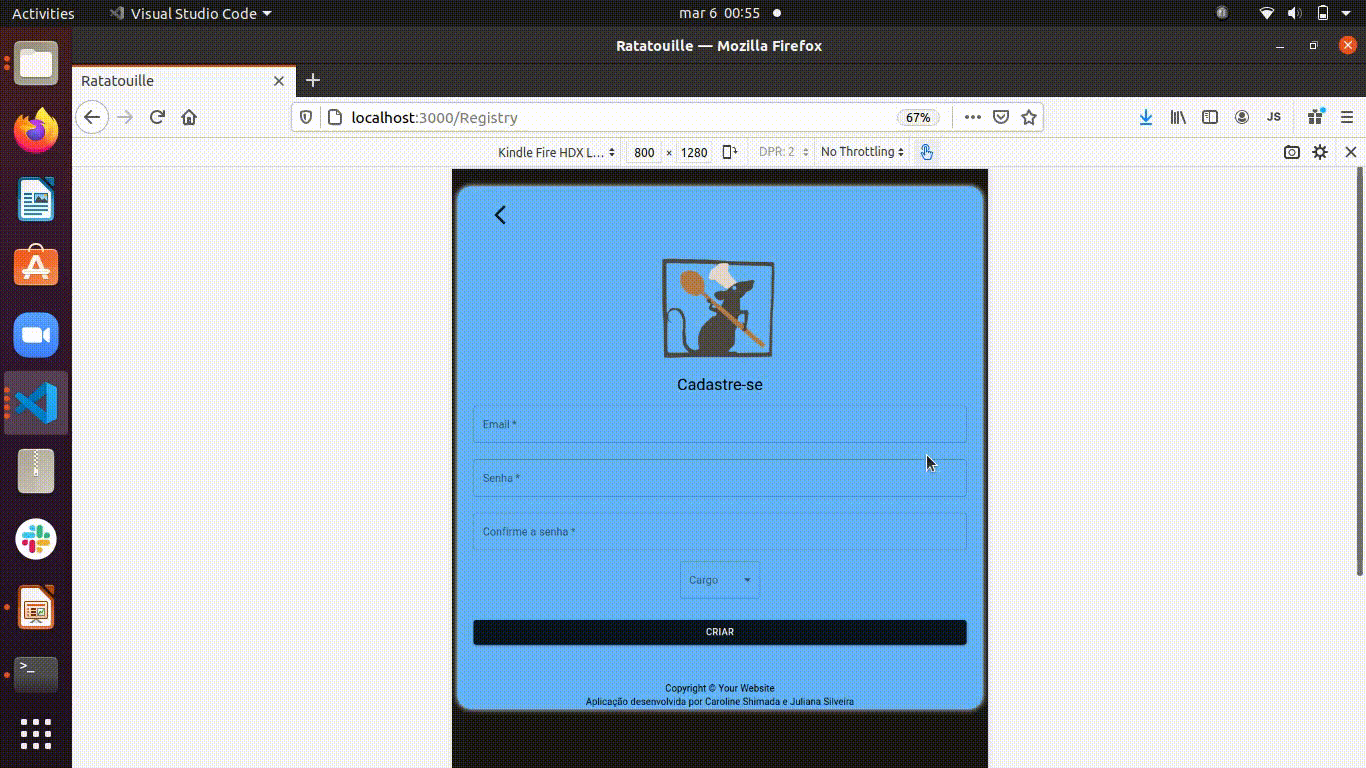 Activities
Visual Studio Code
mar 6 00:55
Ratatouille — Mozilla Firefox
Ratatouille
localhost:3000/Registry
67%
JS
Kindle Fire HDX L...
800 × 1280
DPR: 2
No Throttling
Cadastre-se
Email *
Senha *
Confirme a senha *
Cargo
CRIAR
Copyright © Your Website
Aplicação desenvolvida por Caroline Shimada e Juliana Silveira